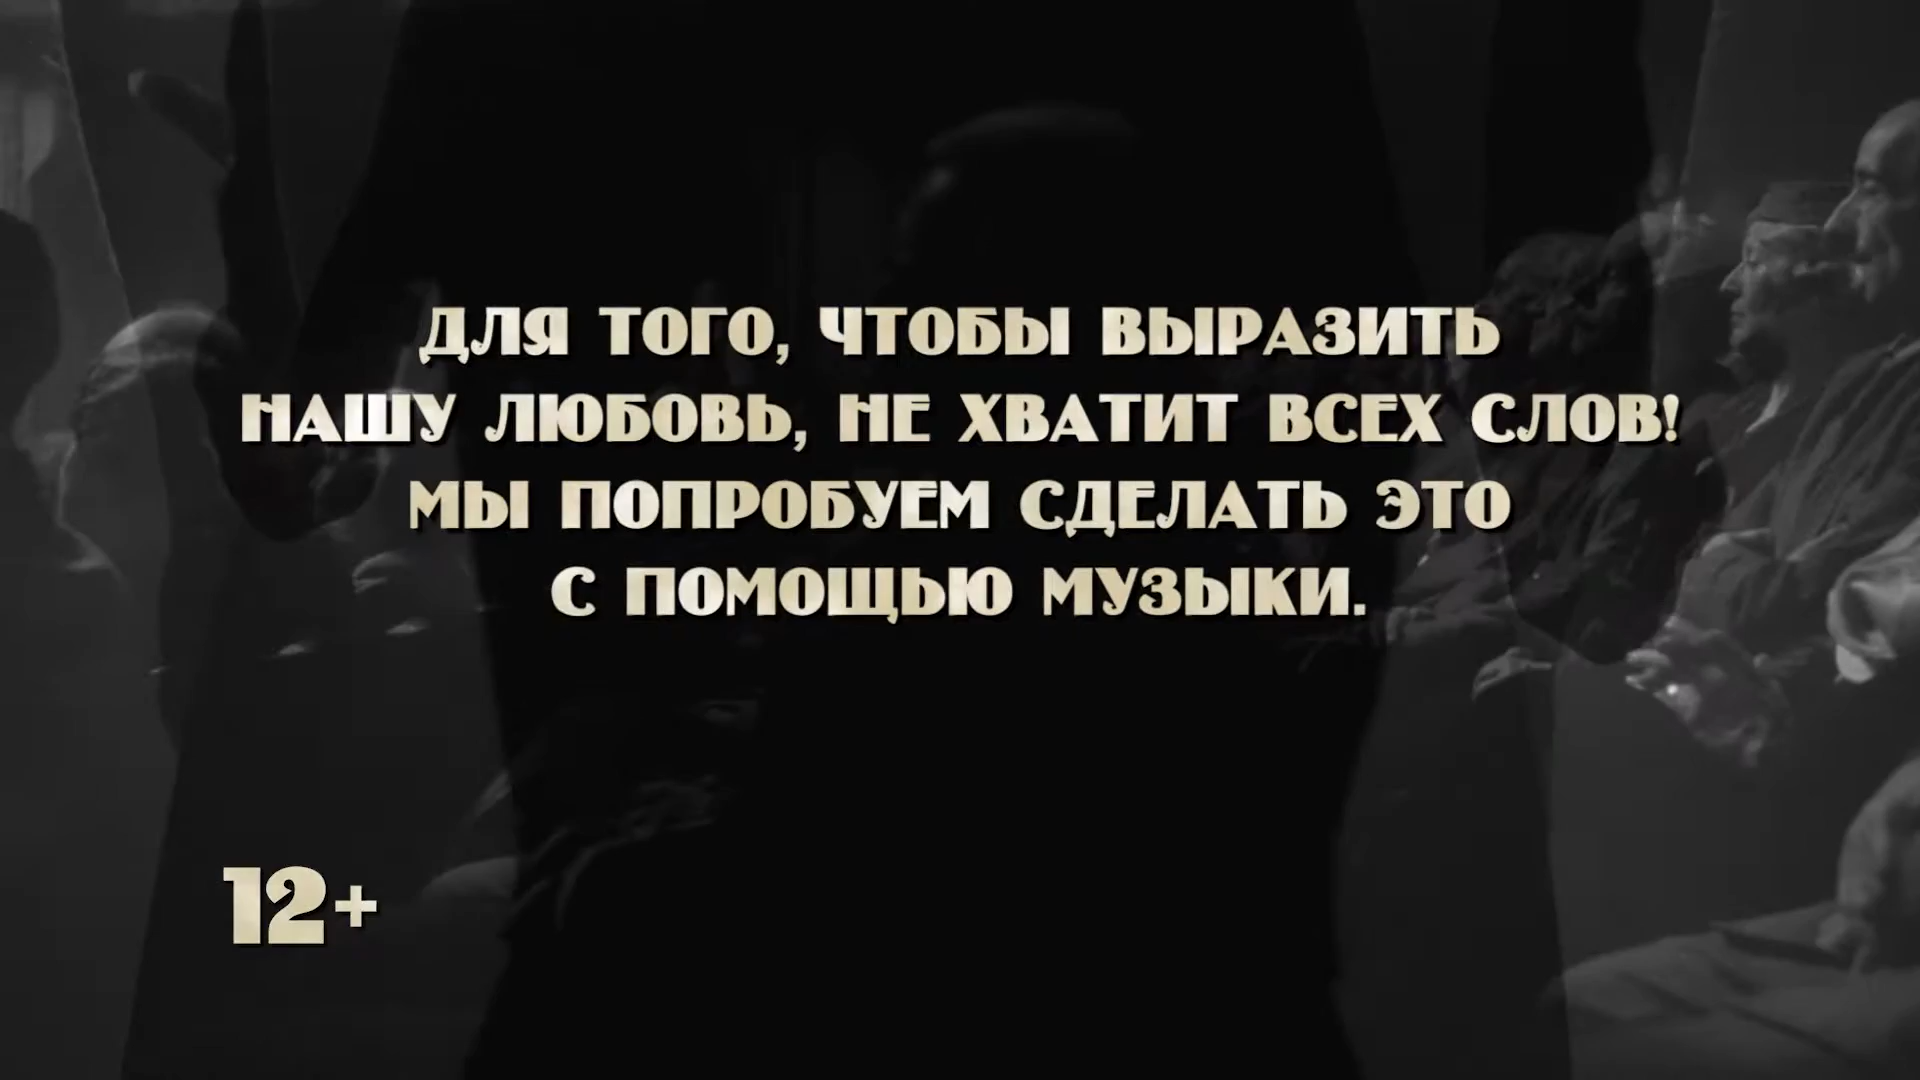 ДЛЯ ТОГО, ЧТОБЫ ВЫРАЗИТЬ
НАШУ ЛЮБОВЬ, НЕ ХВАТИТ ВСЕХ СЛОВ!
МЫ ПОПРОБУЕМ СДЕЛАТЬ ЭТО
С ПОМОЩЬЮ МУЗЫКИ.
12+